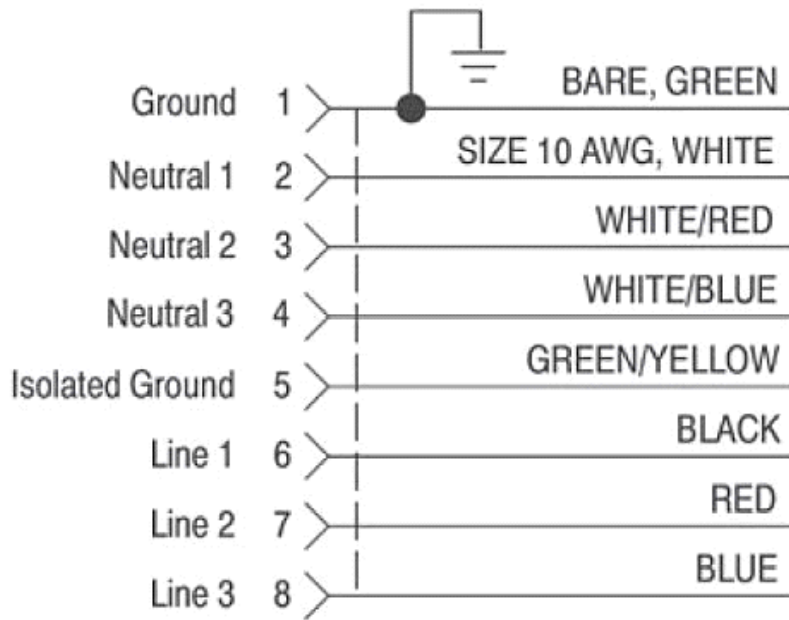 Ground 1 BARE, GREEN
Neutral 1 2 SIZE 10 AWG, WHITE
Neutral 2 3 WHITE/RED
Neutral 3 4 WHITE/BLUE
Isolated Ground 5 GREEN/YELLOW
Line 1 6 BLACK
Line 2 7 RED
Line 3 8 BLUE